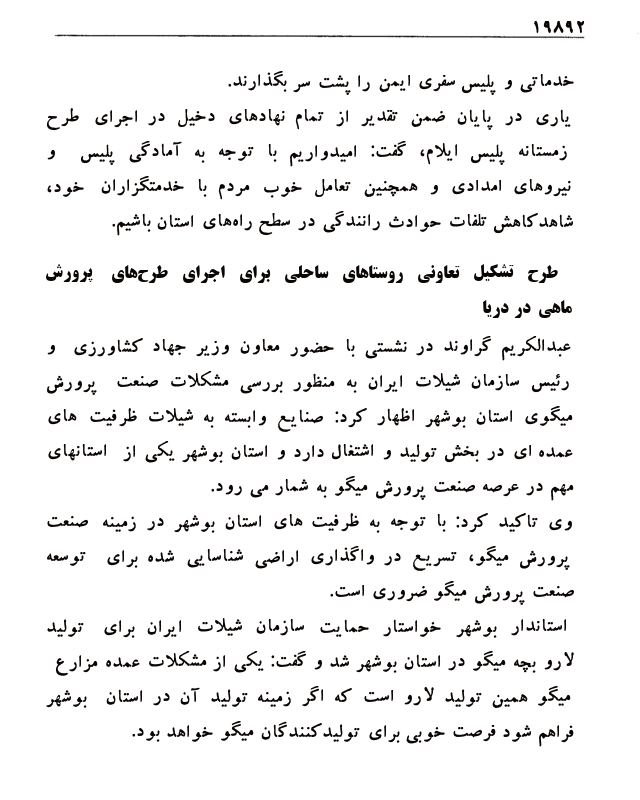 ۱۹۸۹۲
خدماتی و پلیس سفری ایمن را پشت سر بگذارند.
یاری در پایان ضمن تقدیر از تمام نهادهای دخیل در اجرای طرح
زمستانه پلیس ایلام، گفت: امیدواریم با توجه به آمادگی پلیس و
نیروهای امدادی و همچنین تعامل خوب مردم با خدمتگزاران خود،
شاهدکاهش تلفات حوادث رانندگی در سطح راه‌های استان باشیم.
طرح تشکیل تعاونی روستاهای ساحلی برای اجرای طرح‌های پرورش
ماهی در دریا
عبدالکریم گراوند در نشستی با حضور معاون وزیر جهاد کشاورزی و
رئیس سازمان شیلات ایران به منظور بررسی مشکلات صنعت پرورش
میگوی استان بوشهر اظهار کرد: صنایع وابسته به شیلات ظرفیت های
عمده ای در بخش تولید و اشتغال دارد و استان بوشهر یکی از استانهای
مهم در عرصه صنعت پرورش میگو به شمار می رود.
وی تاکید کرد: با توجه به ظرفیت های استان بوشهر در زمینه صنعت
پرورش میگو، تسریع در واگذاری اراضی شناسایی شده برای توسعه
صنعت پرورش میگو ضروری است.
استاندار بوشهر خواستار حمایت سازمان شیلات ایران برای تولید
لارو بچه میگو در استان بوشهر شد و گفت: یکی از مشکلات عمده مزارع
میگو همین تولید لارو است که اگر زمینه تولید آن در استان بوشهر
فراهم شود فرصت خوبی برای تولیدکنندگان میگو خواهد بود.